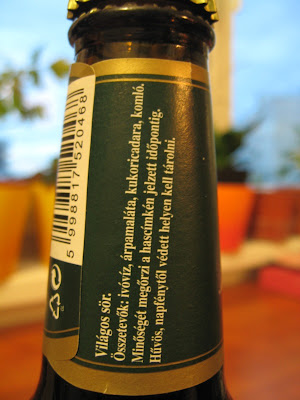 5 998817 520468
Világos sör.
Összetevők: ivóvíz, árpamaláta, kukoricadara, komló.
Minőségét megőrzi a hascímkén jelzett időpontig.
Hűvös, napfénytől védett helyen kell tárolni.